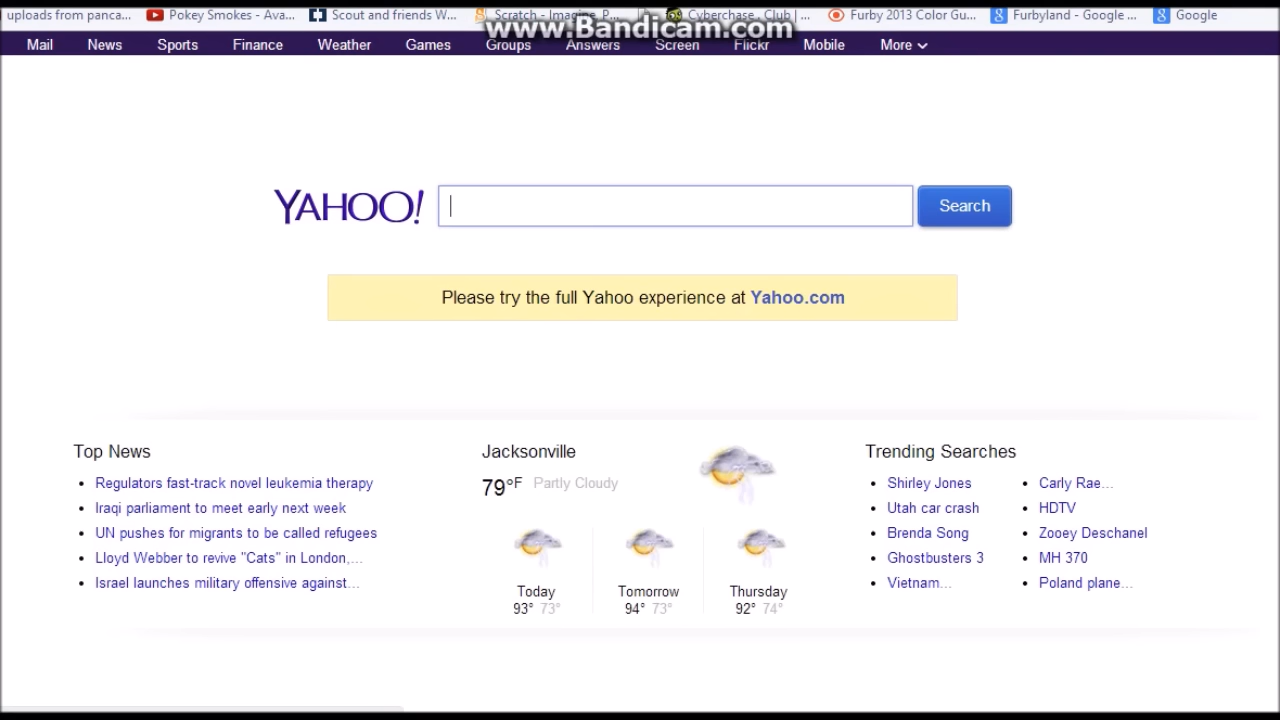 uploads from panca... Pokey Smokes - Ava... Scout and friends W... Scratch - Imagine, P... Cyberchase . Club | ... Furby 2013 Color Gu... Furbyland - Google ... Google
www.Bandicam.com
Mail News Sports Finance Weather Games Groups Answers Screen Flickr Mobile More
YAHOO! Search
Please try the full Yahoo experience at Yahoo.com
Top News
Regulators fast-track novel leukemia therapy
Iraqi parliament to meet early next week
UN pushes for migrants to be called refugees
Lloyd Webber to revive "Cats" in London,...
Israel launches military offensive against...
Jacksonville
79°F Partly Cloudy
Today Tomorrow Thursday
93° 73° 94° 73° 92° 74°
Trending Searches
Shirley Jones Carly Rae...
Utah car crash HDTV
Brenda Song Zooey Deschanel
Ghostbusters 3 MH 370
Vietnam... Poland plane...